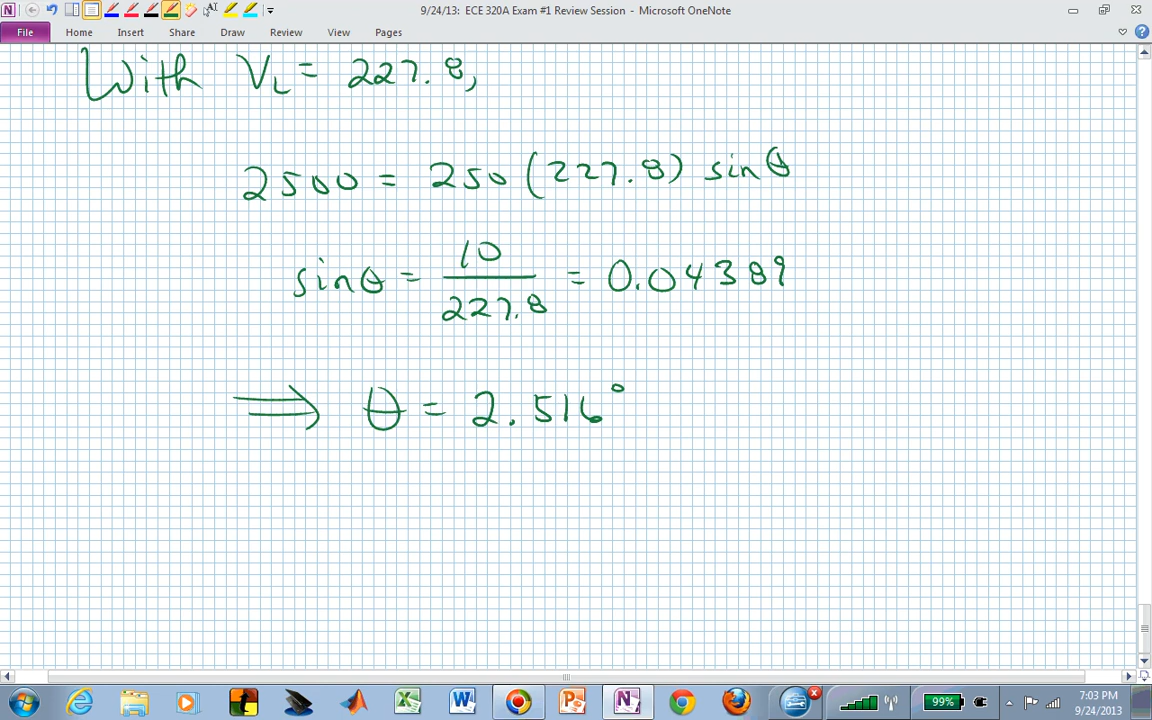 9/24/13: ECE 320A Exam #1 Review Session - Microsoft OneNote
File Home Insert Share Draw Review View Pages
With V_L = 227.8,
2500 = 250 (227.8) sinθ
sinθ = 10/227.8 = 0.04389
⟹ θ = 2.516°
99%
7:03 PM
9/24/2013